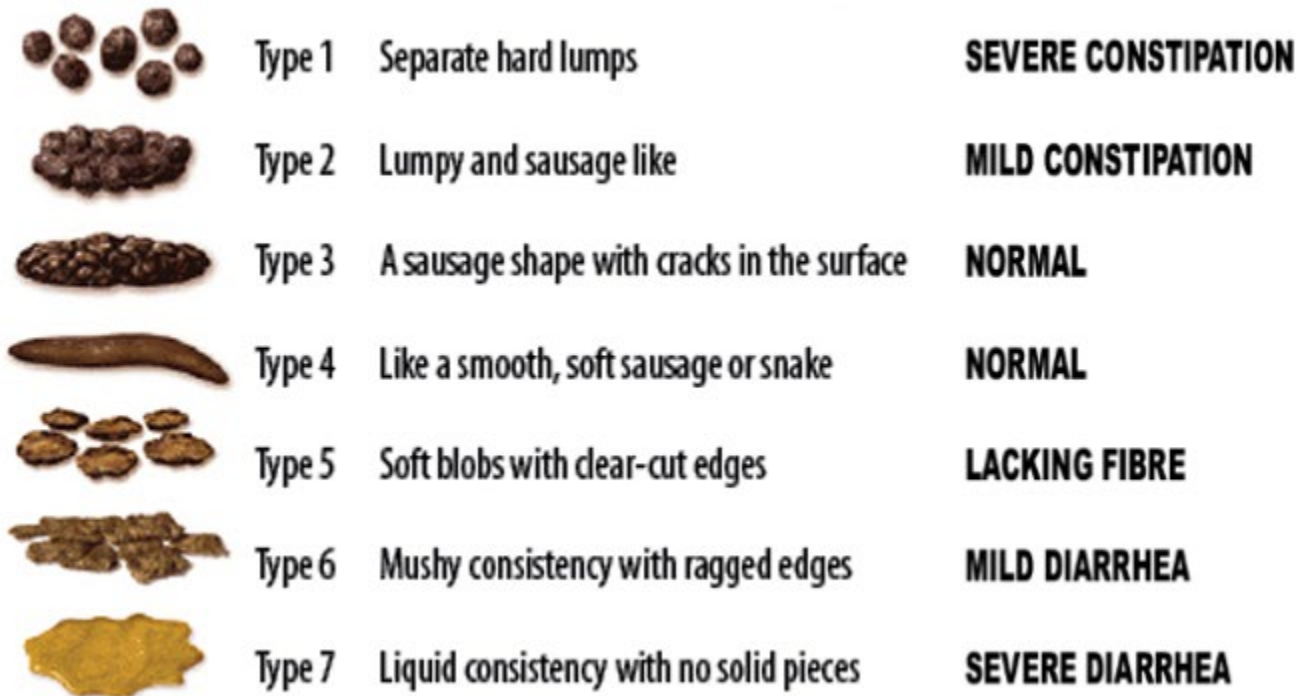 Type 1 Separate hard lumps SEVERE CONSTIPATION
Type 2 Lumpy and sausage like MILD CONSTIPATION
Type 3 A sausage shape with cracks in the surface NORMAL
Type 4 Like a smooth, soft sausage or snake NORMAL
Type 5 Soft blobs with clear-cut edges LACKING FIBRE
Type 6 Mushy consistency with ragged edges MILD DIARRHEA
Type 7 Liquid consistency with no solid pieces SEVERE DIARRHEA